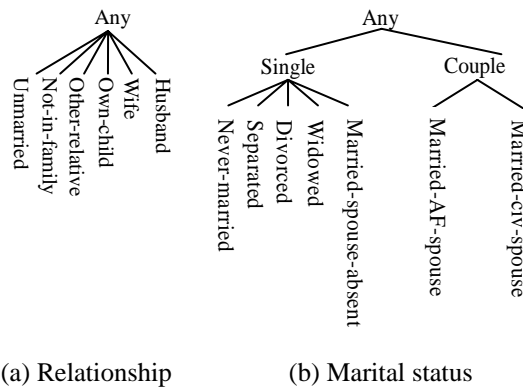 Any
Unmarried
Not-in-family
Other-relative
Own-child
Wife
Husband
(a) Relationship
Any
Single
Couple
Never-married
Separated
Divorced
Widowed
Married-spouse-absent
Married-AF-spouse
Married-civ-spouse
(b) Marital status